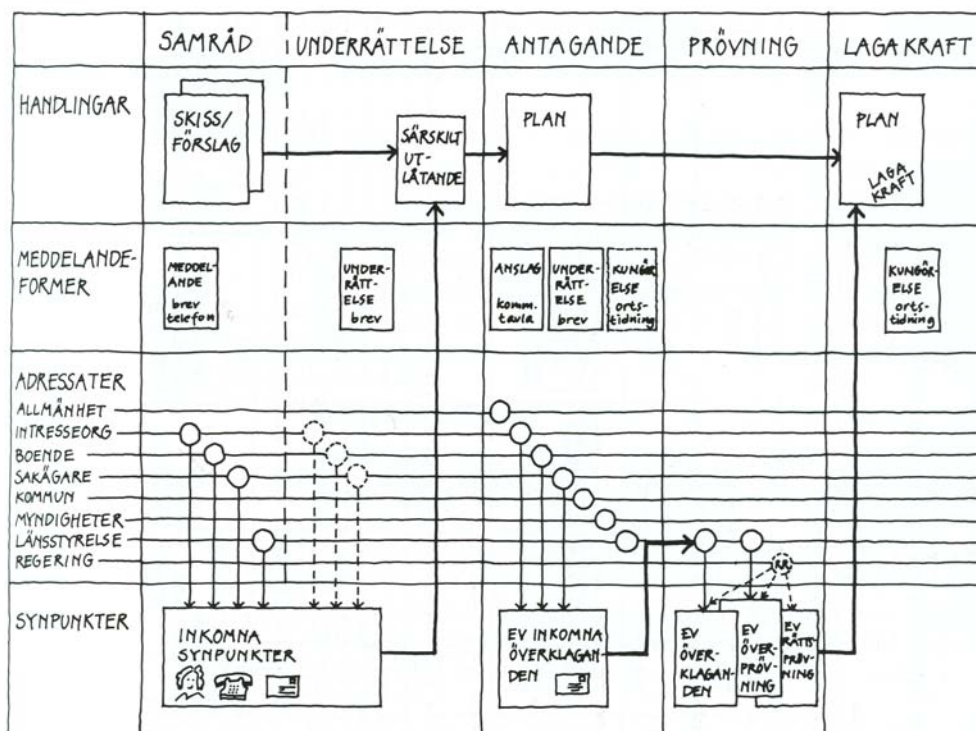 SAMRÅD
UNDERRÄTTELSE
ANTAGANDE
PRÖVNING
LAGA KRAFT
HANDLINGAR
SKISS/
FÖRSLAG
SÄRSKILT
UT-
LÅTANDE
PLAN
PLAN
LAGA
KRAFT
MEDDELANDE-
FORMER
MEDDEL-
ANDE
brev
telefon
UNDER-
RÄTT-
ELSE
brev
ANSLAG
komm.
tavla
UNDER-
RÄTT-
ELSE
brev
KUNGÖR
ELSE
orts-
tidning
KUNGÖR-
ELSE
orts-
tidning
ADRESSATER
ALLMÄNHET
INTRESSEORG
BOENDE
SAKÄGARE
KOMMUN
MYNDIGHETER
LÄNSSTYRELSE
REGERING
RR
SYNPUNKTER
INKOMNA
SYNPUNKTER
EV INKOMNA
ÖVERKLAGAN-
DEN
EV
ÖVER-
KLAGAN-
DEN
EV
ÖVER-
PRÖV-
NING
EV
RÄTTS-
PRÖV-
NING